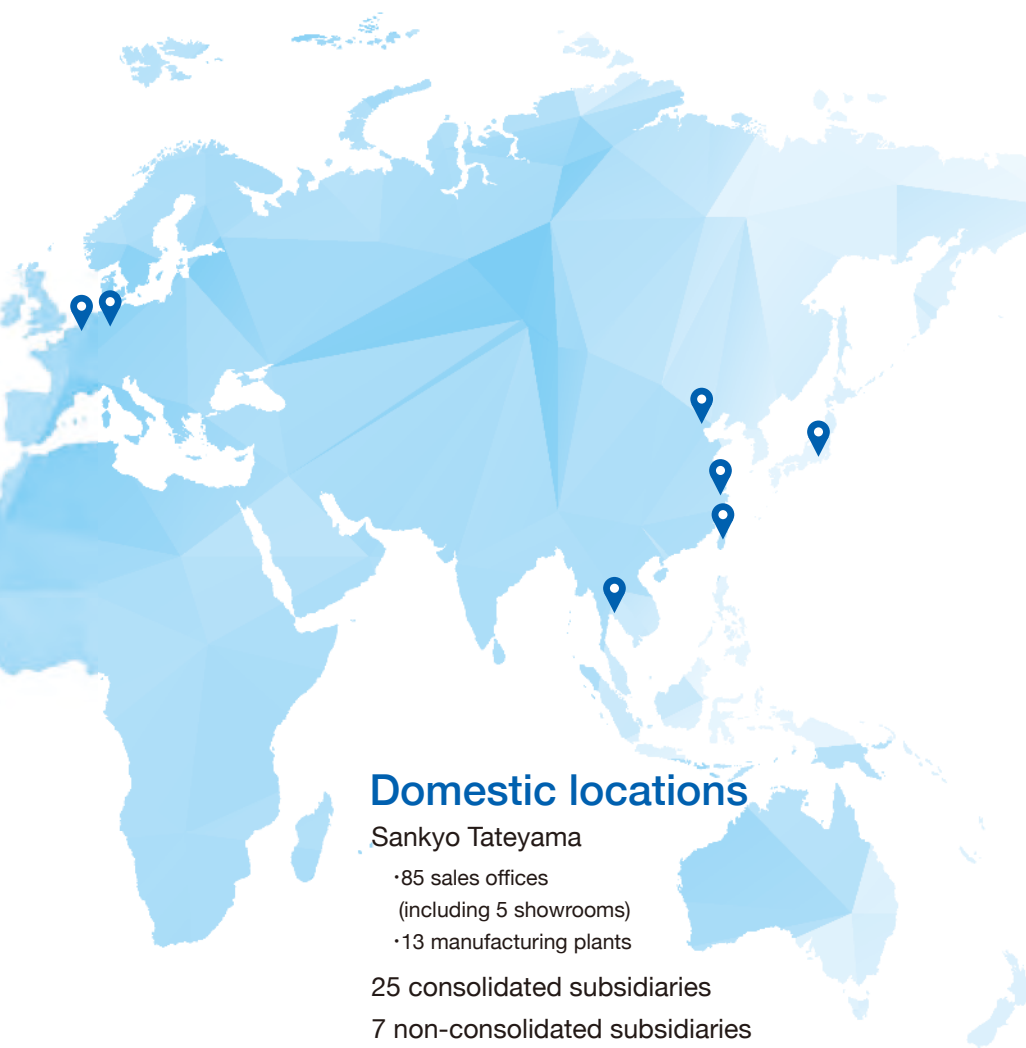 Domestic locations
Sankyo Tateyama
・85 sales offices
(including 5 showrooms)
・13 manufacturing plants
25 consolidated subsidiaries
7 non-consolidated subsidiaries